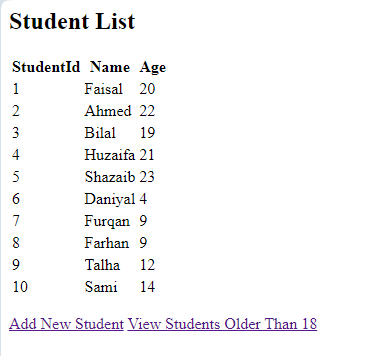 Student List
StudentId Name Age
1 Faisal 20
2 Ahmed 22
3 Bilal 19
4 Huzaifa 21
5 Shazaib 23
6 Daniyal 4
7 Furqan 9
8 Farhan 9
9 Talha 12
10 Sami 14
Add New Student View Students Older Than 18